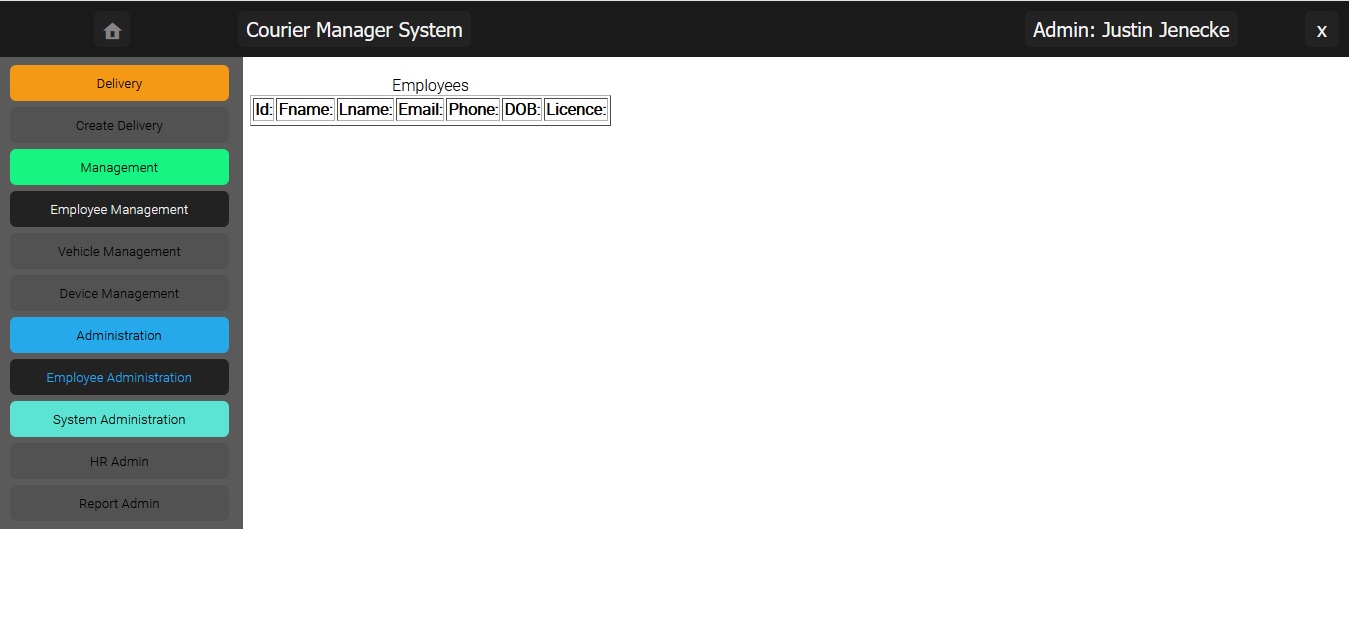 Courier Manager System
Admin: Justin Jenecke
x
Delivery
Create Delivery
Management
Employee Management
Vehicle Management
Device Management
Administration
Employee Administration
System Administration
HR Admin
Report Admin
Employees
Id: Fname: Lname: Email: Phone: DOB: Licence: